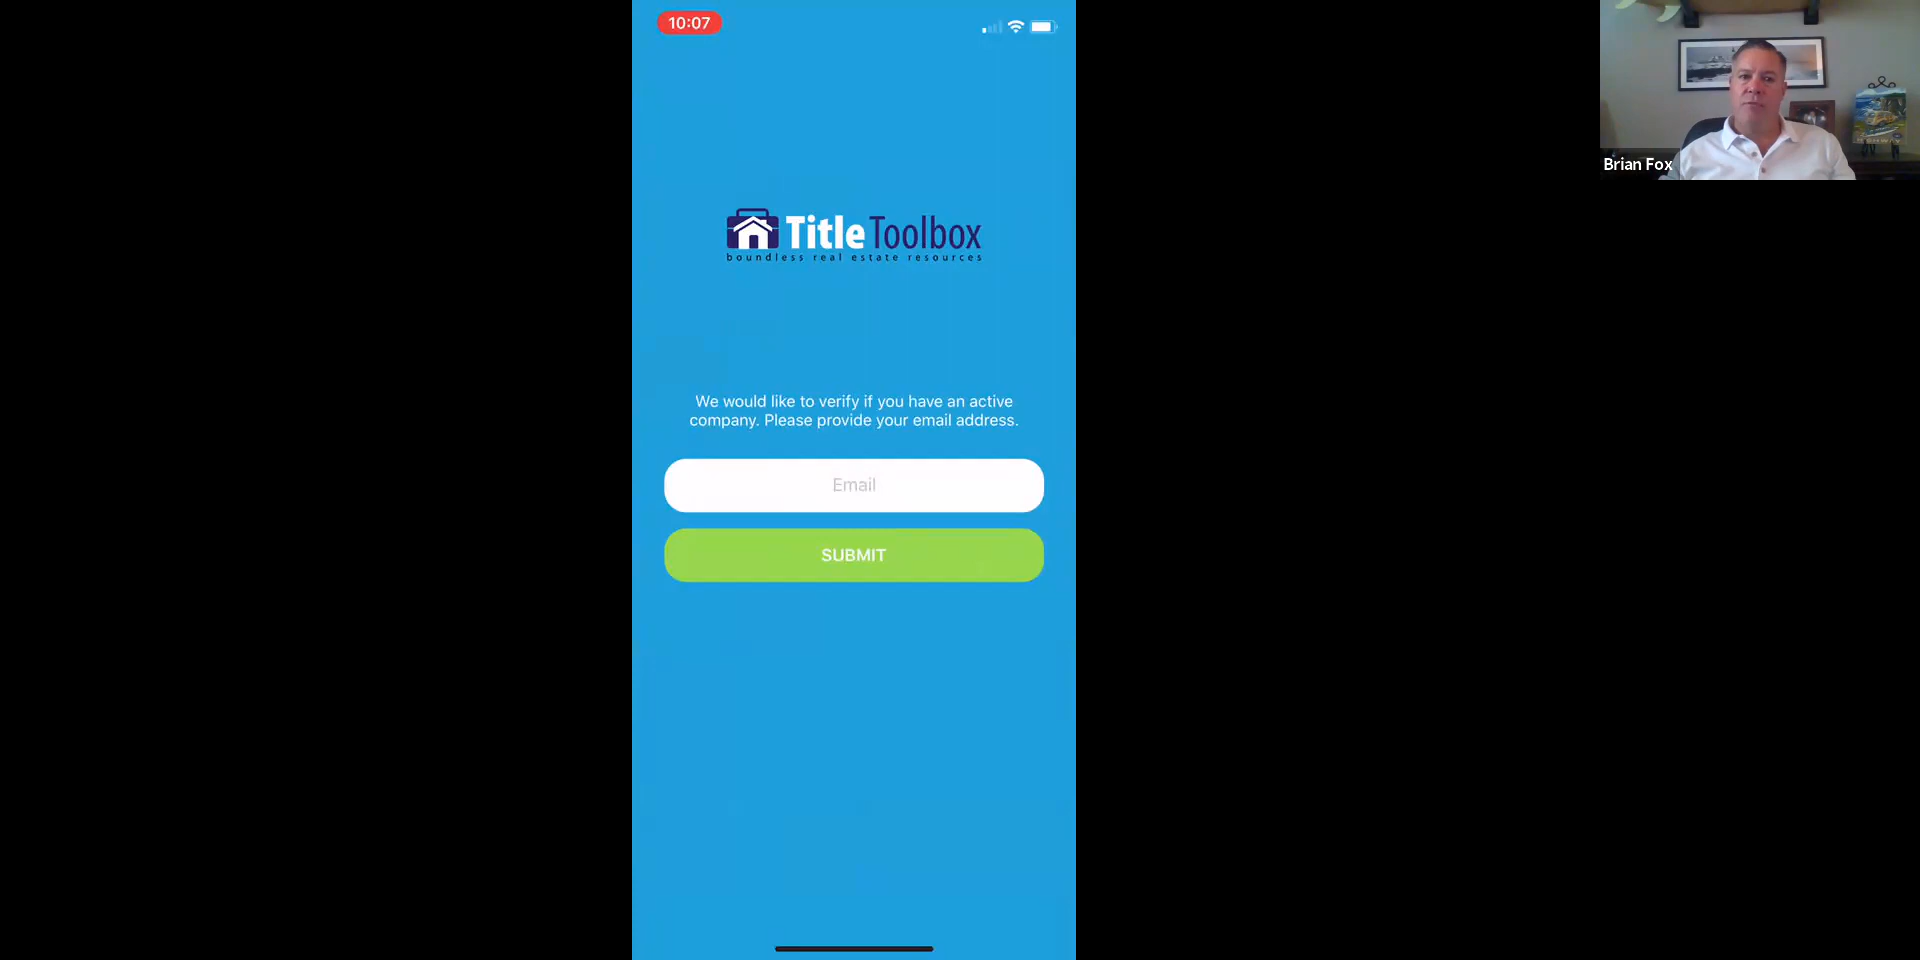 10:07
Title Toolbox
boundless real estate resources
We would like to verify if you have an active
company. Please provide your email address.
Email
SUBMIT
Brian Fox